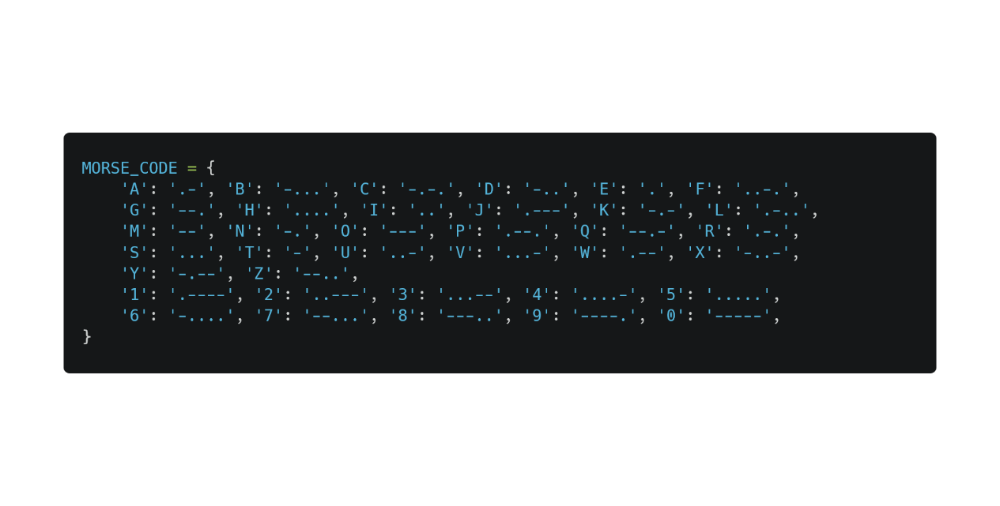 MORSE_CODE = {
    'A': '.-', 'B': '-...', 'C': '-.-.', 'D': '-..', 'E': '.', 'F': '..-.',
    'G': '--.', 'H': '....', 'I': '..', 'J': '.---', 'K': '-.-', 'L': '.-..',
    'M': '--', 'N': '-.', 'O': '---', 'P': '.--.', 'Q': '--.-', 'R': '.-.',
    'S': '...', 'T': '-', 'U': '..-', 'V': '...-', 'W': '.--', 'X': '-..-',
    'Y': '-.--', 'Z': '--..',
    '1': '.----', '2': '..---', '3': '...--', '4': '....-', '5': '.....',
    '6': '-....', '7': '--...', '8': '---..', '9': '----.', '0': '-----',
}